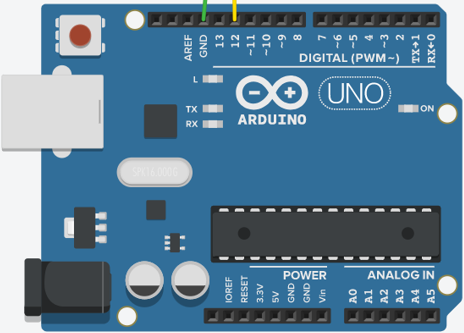 AREF
GND
13
12
~11
~10
~9
8
7
~6
~5
4
~3
2
TX→1
RX←0
DIGITAL (PWM~)
L
TX
RX
ARDUINO
UNO
ON
POWER
ANALOG IN
IOREF
RESET
3.3V
5V
GND
GND
Vin
A0
A1
A2
A3
A4
A5